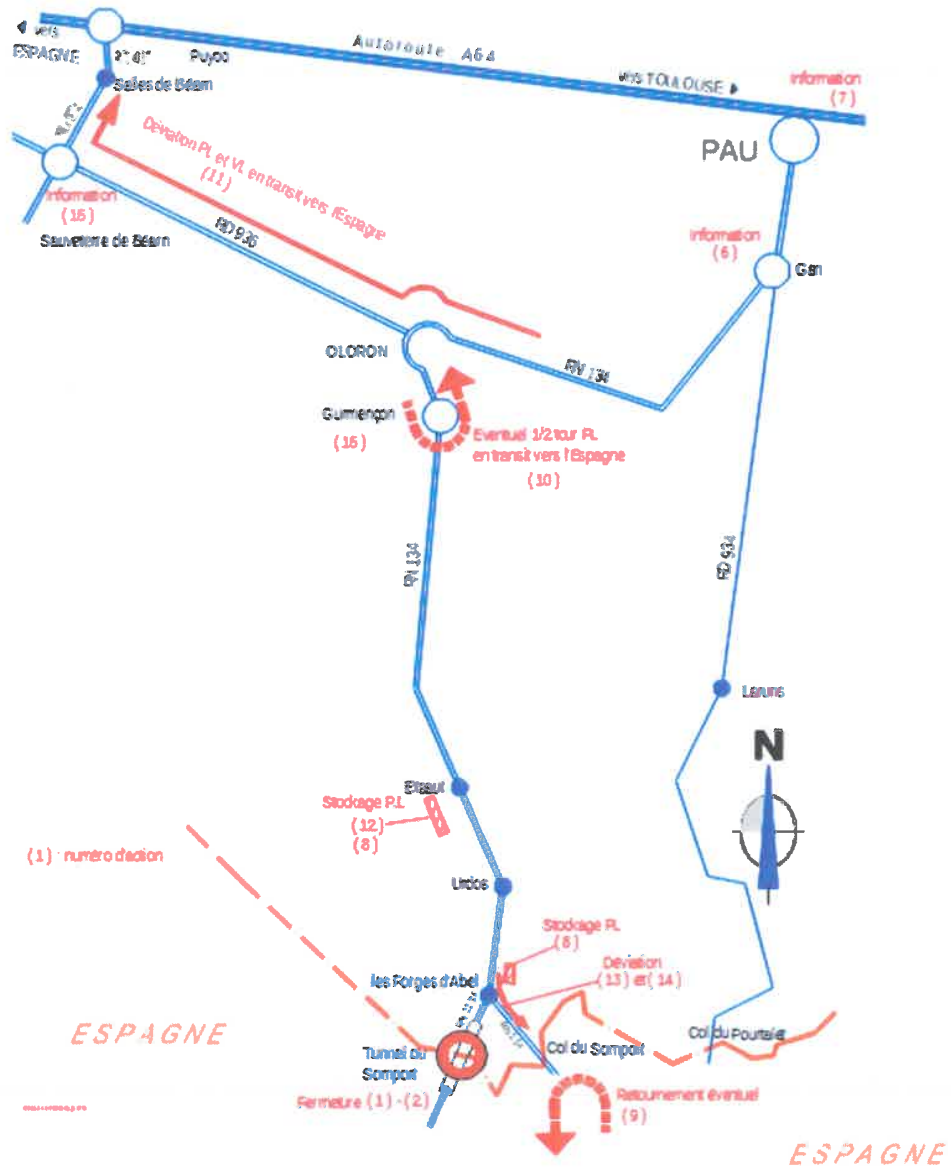 ◀ vers
ESPAGNE
Puyoo
Autoroute A64
vers TOULOUSE ▶
Information
(7)
Salies de Béarn
PAU
Déviation PL et VL en transit vers l'Espagne
(11)
Information
(15)
Sauveterre de Béarn
RD 936
Information
(6)
Gan
OLORON
RN 134
Gurmençon
(15)
Eventuel 1/2 tour PL
en transit vers l'Espagne
(10)
RN 134
RD 934
Laruns
N
Etsaut
Stockage P.L
(12)
(8)
(1) : numéro d'action
Urdos
Stockage PL
(8)
Déviation
(13) et (14)
les Forges d'Abel
ESPAGNE
Col du Somport
Col du Pourtalet
Tunnel du
Somport
Fermeture (1) - (2)
Retournement éventuel
(9)
ESPAGNE